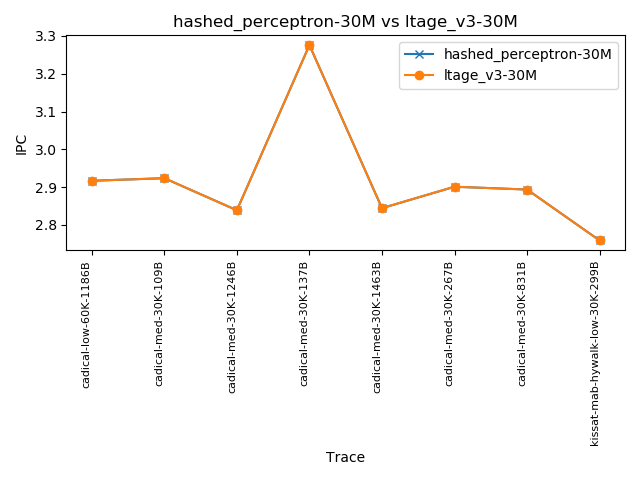 hashed_perceptron-30M vs ltage_v3-30M
hashed_perceptron-30M
ltage_v3-30M
IPC
3.3
3.2
3.1
3.0
2.9
2.8
cadical-low-60K-1186B
cadical-med-30K-109B
cadical-med-30K-1246B
cadical-med-30K-137B
cadical-med-30K-1463B
cadical-med-30K-267B
cadical-med-30K-831B
kissat-mab-hywalk-low-30K-299B
Trace